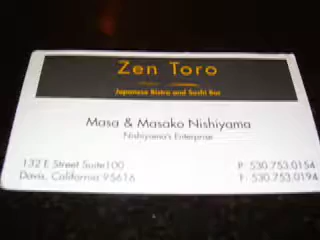 Zen Toro
Japanese Bistro and Sushi Bar
Masa & Masako Nishiyama
Nishiyama's Enterprise
132 E Street Suite100 P: 530.753.0154
Davis, California 95616 F: 530.753.0194